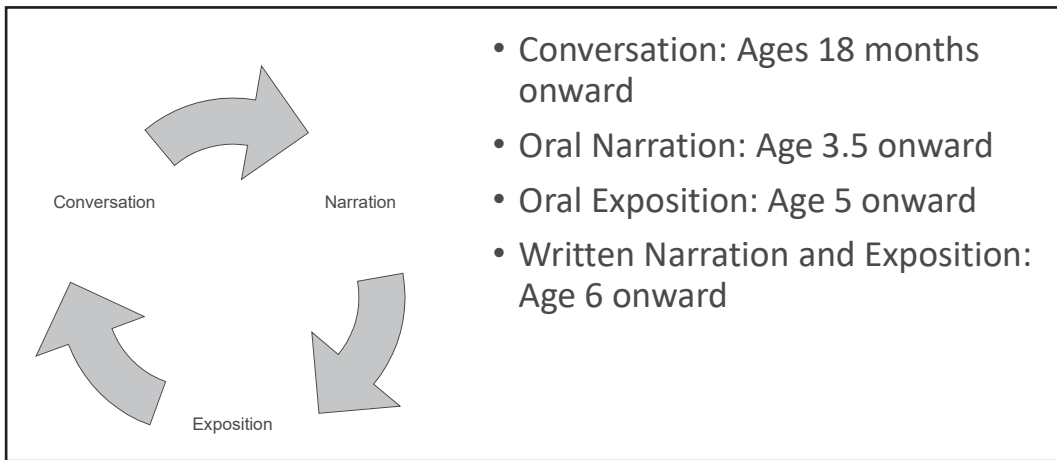 Conversation
Narration
Exposition
• Conversation: Ages 18 months
onward
• Oral Narration: Age 3.5 onward
• Oral Exposition: Age 5 onward
• Written Narration and Exposition:
Age 6 onward